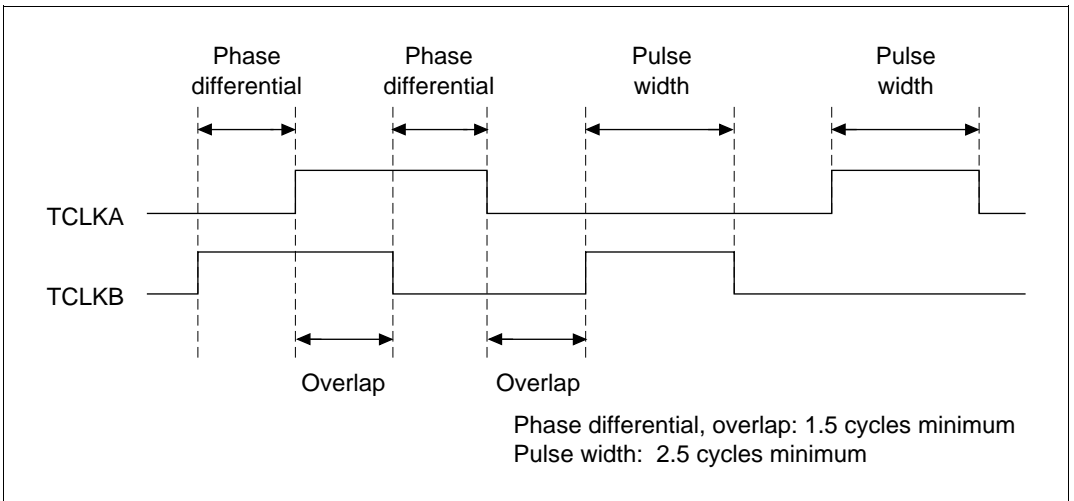 Phase
differential
Phase
differential
Pulse
width
Pulse
width
TCLKA
TCLKB
Overlap
Overlap
Phase differential, overlap: 1.5 cycles minimum
Pulse width:  2.5 cycles minimum